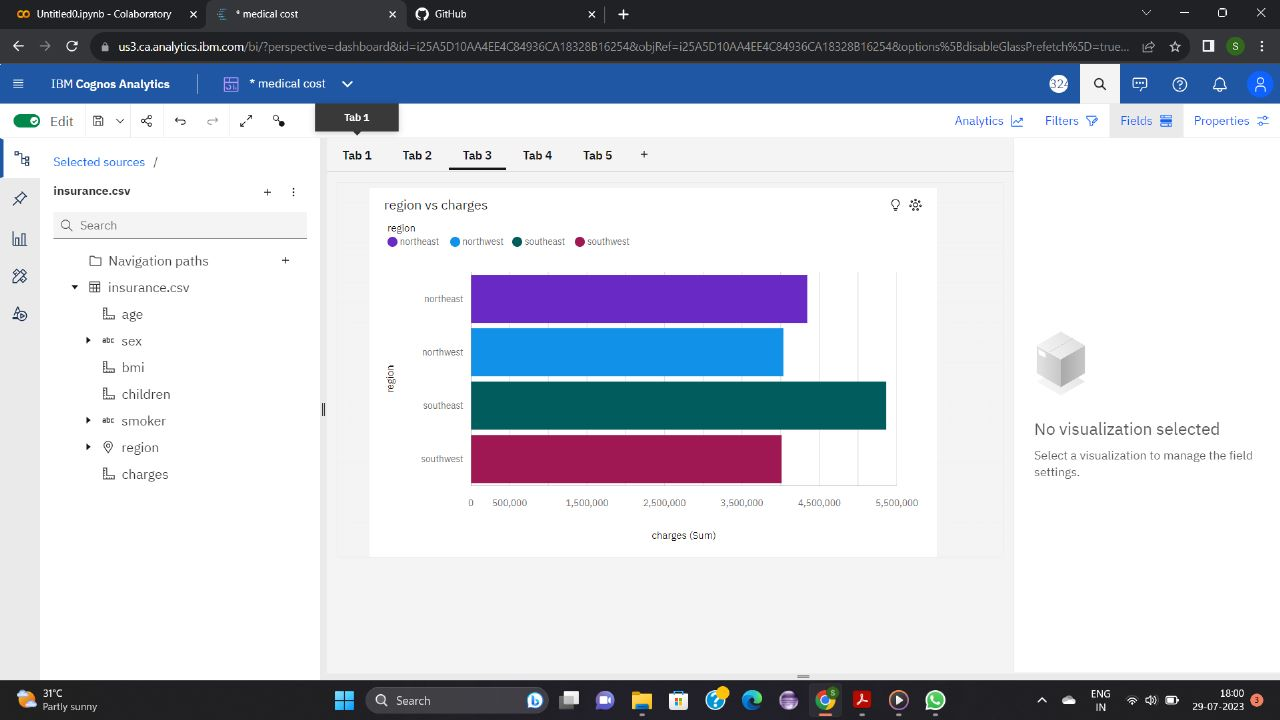 Untitled0.ipynb - Colaboratory
* medical cost
GitHub
us3.ca.analytics.ibm.com/bi/?perspective=dashboard&id=i25A5D10AA4EE4C84936CA18328B16254&objRef=i25A5D10AA4EE4C84936CA18328B16254&options%5BdisableGlassPrefetch%5D=true...
S
IBM Cognos Analytics
* medical cost
324
Edit
Tab 1
Analytics
Filters
Fields
Properties
Selected sources /
Tab 1
Tab 2
Tab 3
Tab 4
Tab 5
+
insurance.csv
Search
Navigation paths
insurance.csv
age
abc sex
bmi
children
abc smoker
region
charges
region vs charges
region
northeast
northwest
southeast
southwest
northeast
northwest
southeast
southwest
region
0
500,000
1,500,000
2,500,000
3,500,000
4,500,000
5,500,000
charges (Sum)
No visualization selected
Select a visualization to manage the field
settings.
31°C
Partly sunny
Search
ENG
IN
18:00
29-07-2023
3